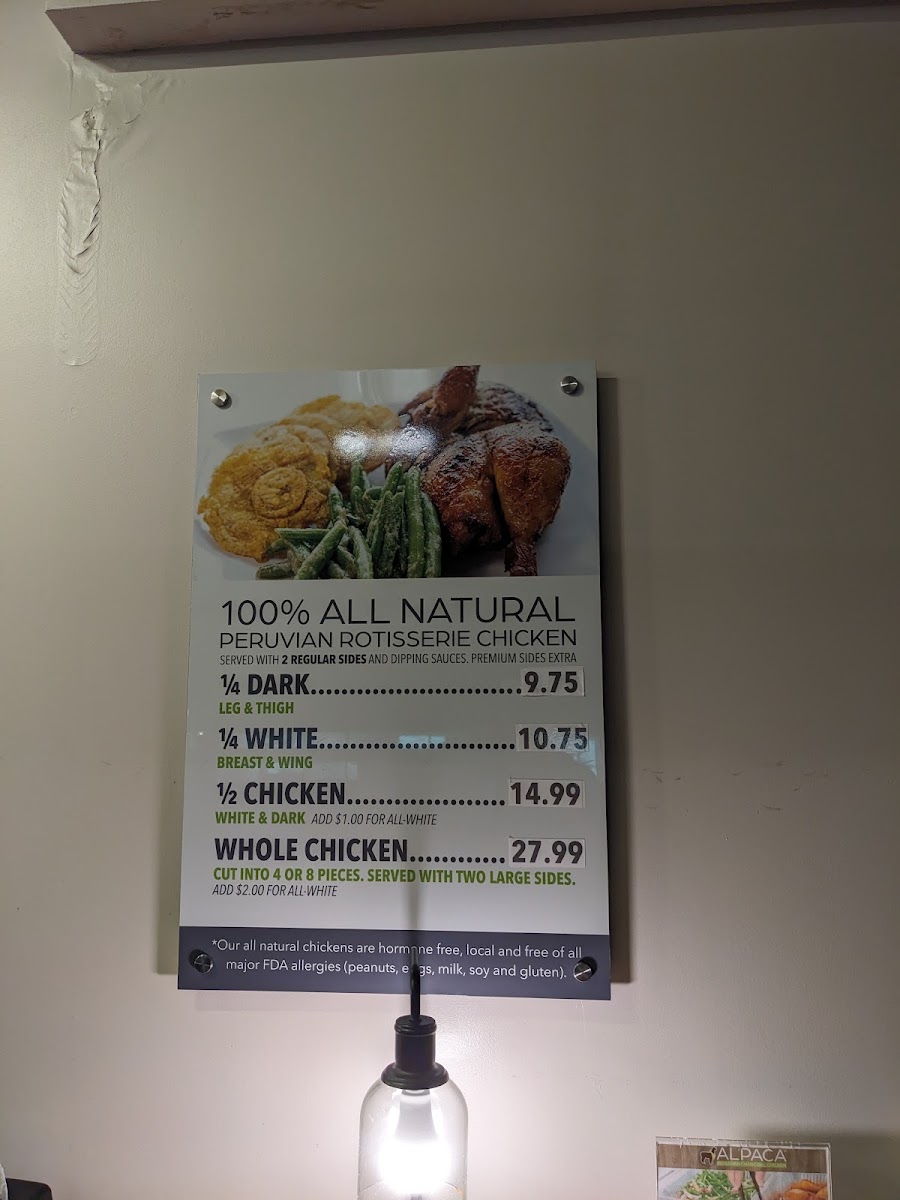 100% ALL NATURAL
PERUVIAN ROTISSERIE CHICKEN
SERVED WITH 2 REGULAR SIDES AND DIPPING SAUCES. PREMIUM SIDES EXTRA
¼ DARK..............................9.75
LEG & THIGH
¼ WHITE............................10.75
BREAST & WING
½ CHICKEN.......................14.99
WHITE & DARK ADD $1.00 FOR ALL-WHITE
WHOLE CHICKEN.............27.99
CUT INTO 4 OR 8 PIECES. SERVED WITH TWO LARGE SIDES.
ADD $2.00 FOR ALL-WHITE
*Our all natural chickens are hormone free, local and free of all
major FDA allergies (peanuts, eggs, milk, soy and gluten).
ALPACA